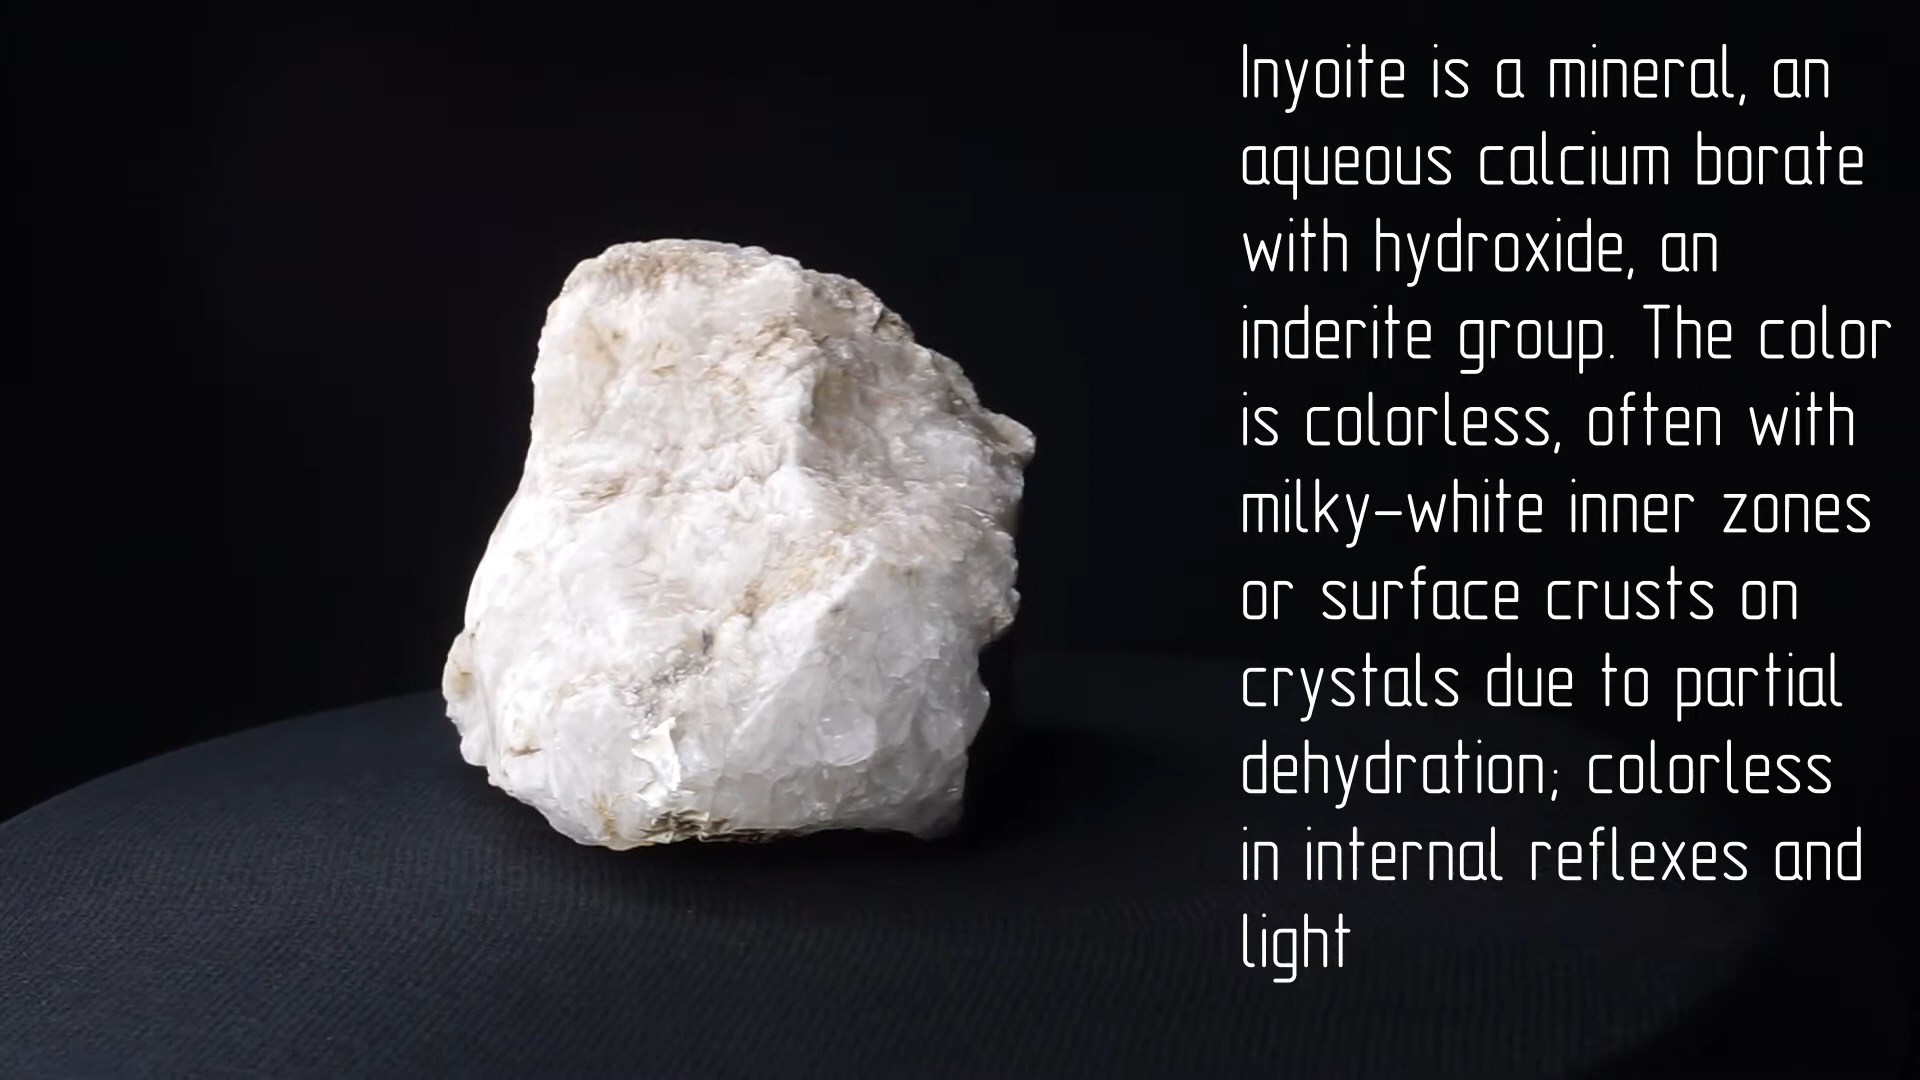 Inyoite is a mineral, an
aqueous calcium borate
with hydroxide, an
inderite group. The color
is colorless, often with
milky-white inner zones
or surface crusts on
crystals due to partial
dehydration; colorless
in internal reflexes and
light